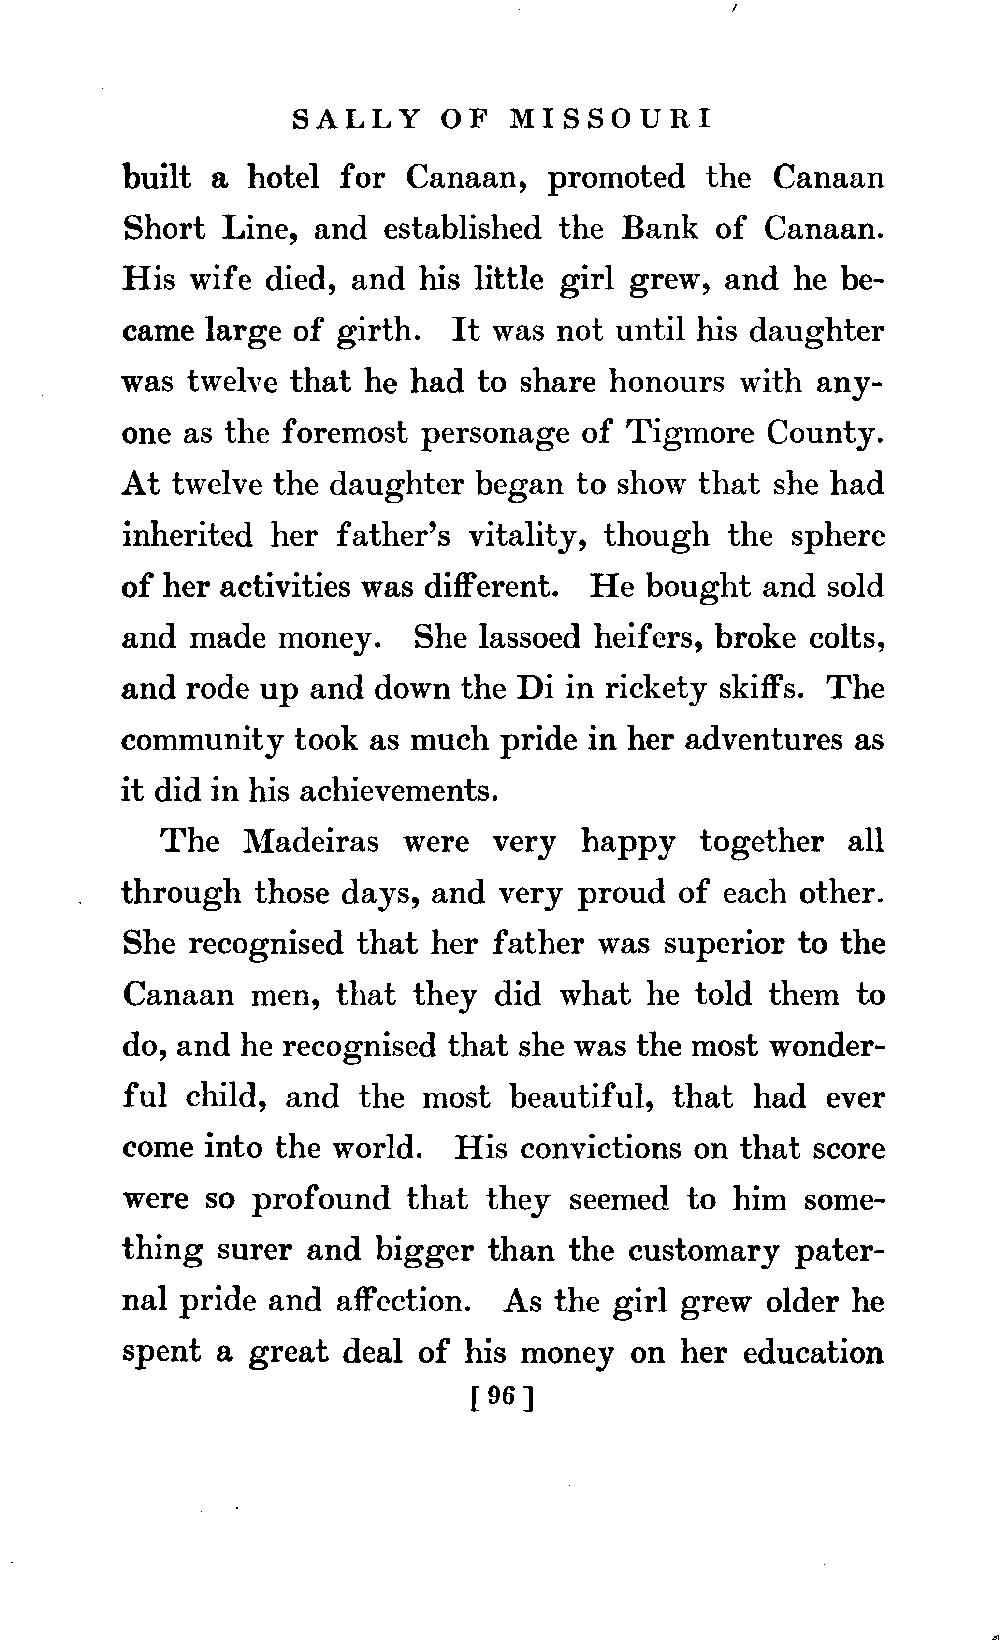 SALLY OF MISSOURI
built a hotel for Canaan, promoted the Canaan
Short Line, and established the Bank of Canaan.
His wife died, and his little girl grew, and he be-
came large of girth. It was not until his daughter
was twelve that he had to share honours with any-
one as the foremost personage of Tigmore County.
At twelve the daughter began to show that she had
inherited her father's vitality, though the sphere
of her activities was different. He bought and sold
and made money. She lassoed heifers, broke colts,
and rode up and down the Di in rickety skiffs. The
community took as much pride in her adventures as
it did in his achievements.
The Madeiras were very happy together all
through those days, and very proud of each other.
She recognised that her father was superior to the
Canaan men, that they did what he told them to
do, and he recognised that she was the most wonder-
ful child, and the most beautiful, that had ever
come into the world. His convictions on that score
were so profound that they seemed to him some-
thing surer and bigger than the customary pater-
nal pride and affection. As the girl grew older he
spent a great deal of his money on her education
[ 96 ]